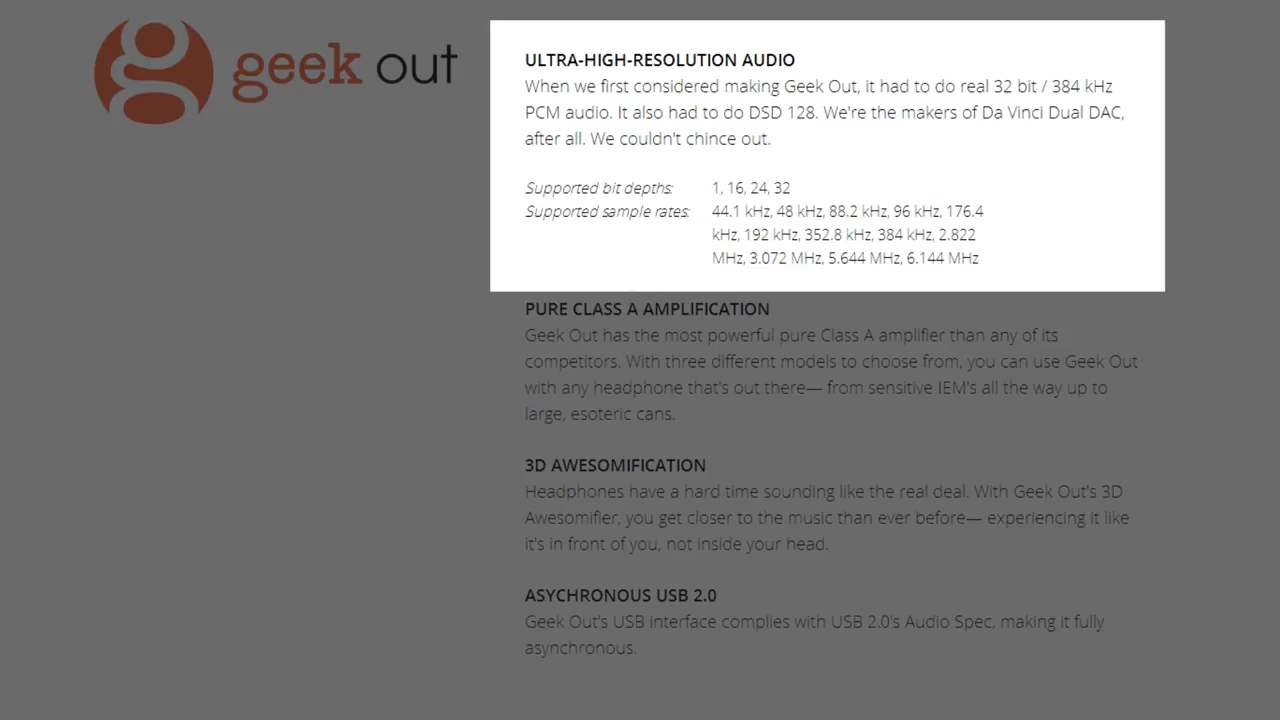 geek out
ULTRA-HIGH-RESOLUTION AUDIO
When we first considered making Geek Out, it had to do real 32 bit / 384 kHz
PCM audio. It also had to do DSD 128. We're the makers of Da Vinci Dual DAC,
after all. We couldn't chince out.
Supported bit depths: 1, 16, 24, 32
Supported sample rates: 44.1 kHz, 48 kHz, 88.2 kHz, 96 kHz, 176.4
kHz, 192 kHz, 352.8 kHz, 384 kHz, 2.822
MHz, 3.072 MHz, 5.644 MHz, 6.144 MHz
PURE CLASS A AMPLIFICATION
Geek Out has the most powerful pure Class A amplifier than any of its
competitors. With three different models to choose from, you can use Geek Out
with any headphone that's out there— from sensitive IEM's all the way up to
large, esoteric cans.
3D AWESOMIFICATION
Headphones have a hard time sounding like the real deal. With Geek Out's 3D
Awesomifier, you get closer to the music than ever before— experiencing it like
it's in front of you, not inside your head.
ASYCHRONOUS USB 2.0
Geek Out's USB interface complies with USB 2.0's Audio Spec, making it fully
asynchronous.